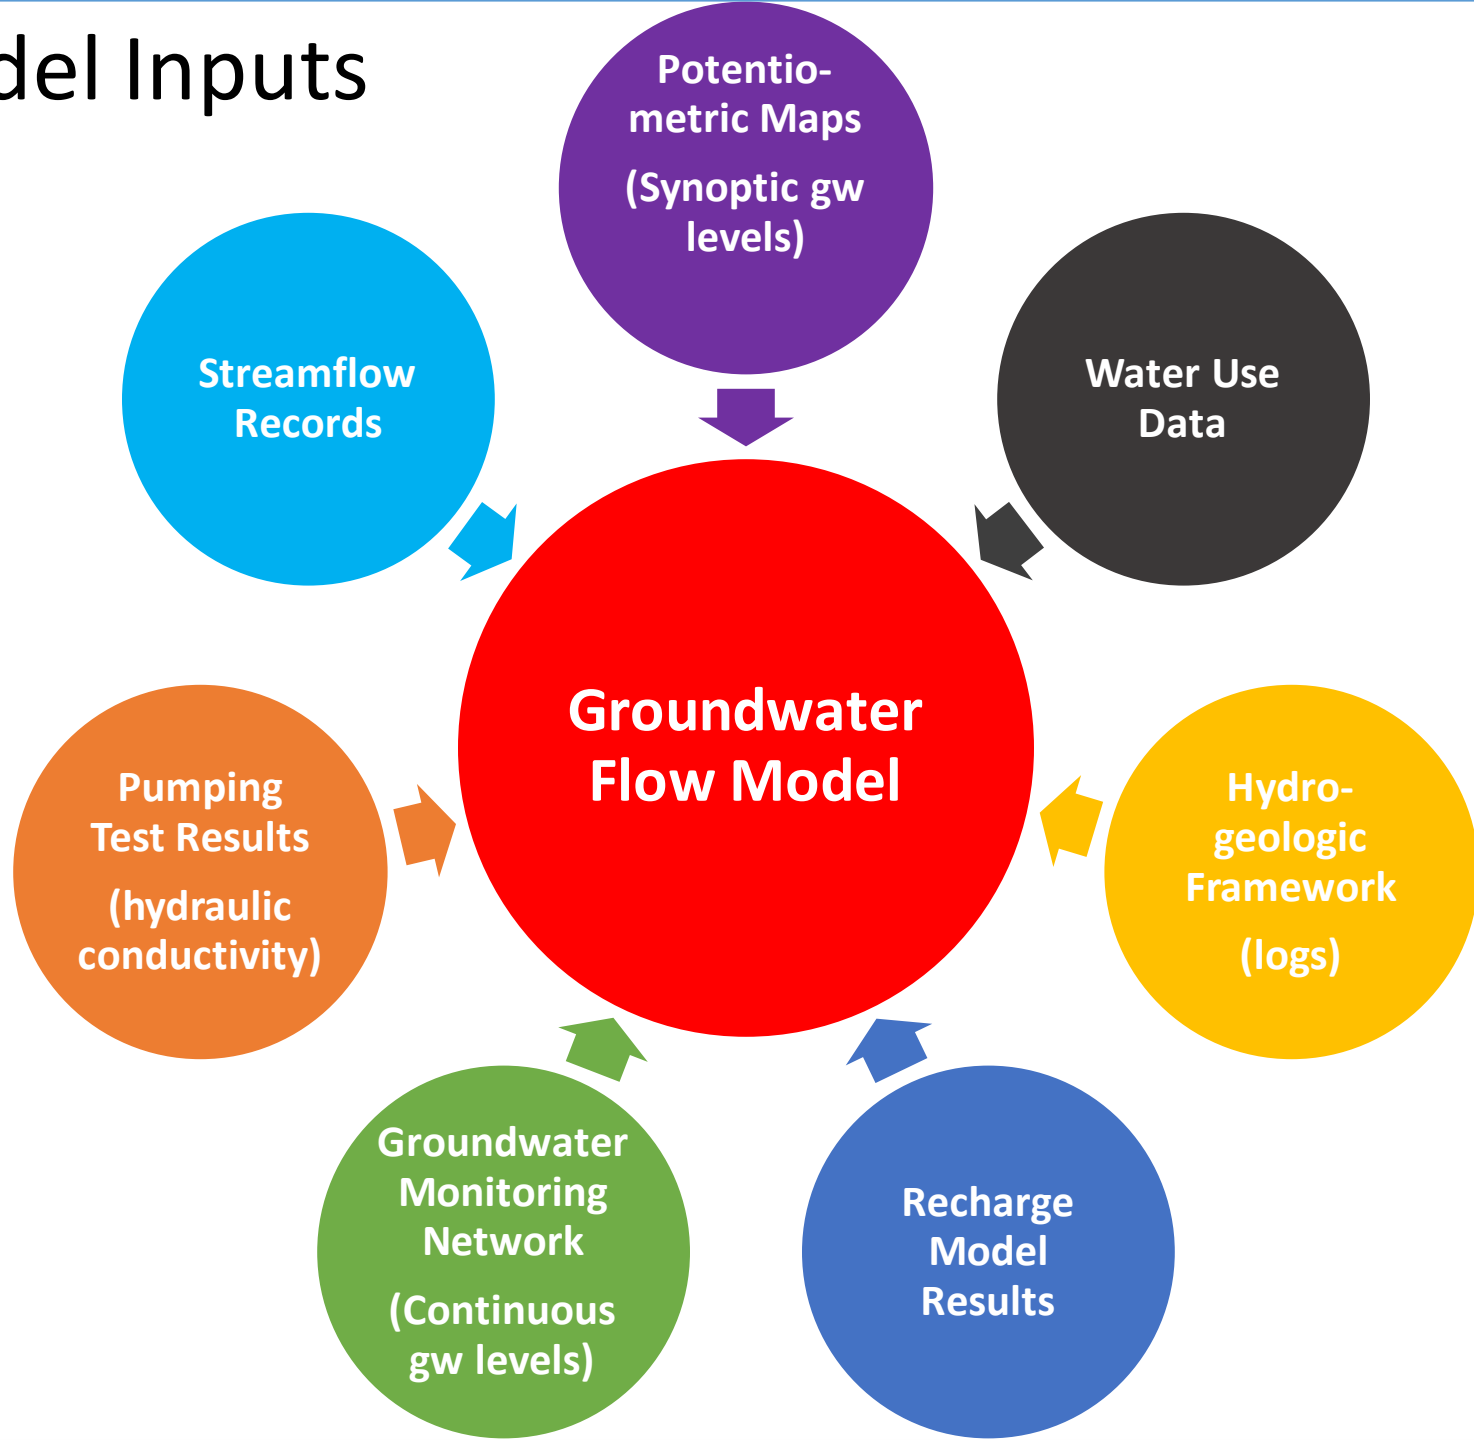 del Inputs
Potentio-
metric Maps
(Synoptic gw
levels)
Streamflow
Records
Water Use
Data
Groundwater
Flow Model
Pumping
Test Results
(hydraulic
conductivity)
Hydro-
geologic
Framework
(logs)
Groundwater
Monitoring
Network
(Continuous
gw levels)
Recharge
Model
Results